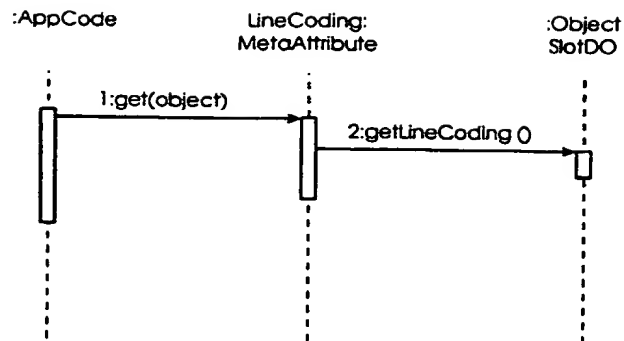 :AppCode
LineCoding:
MetaAttribute
:Object
SlotDO
1:get(object)
2:getLineCoding ()